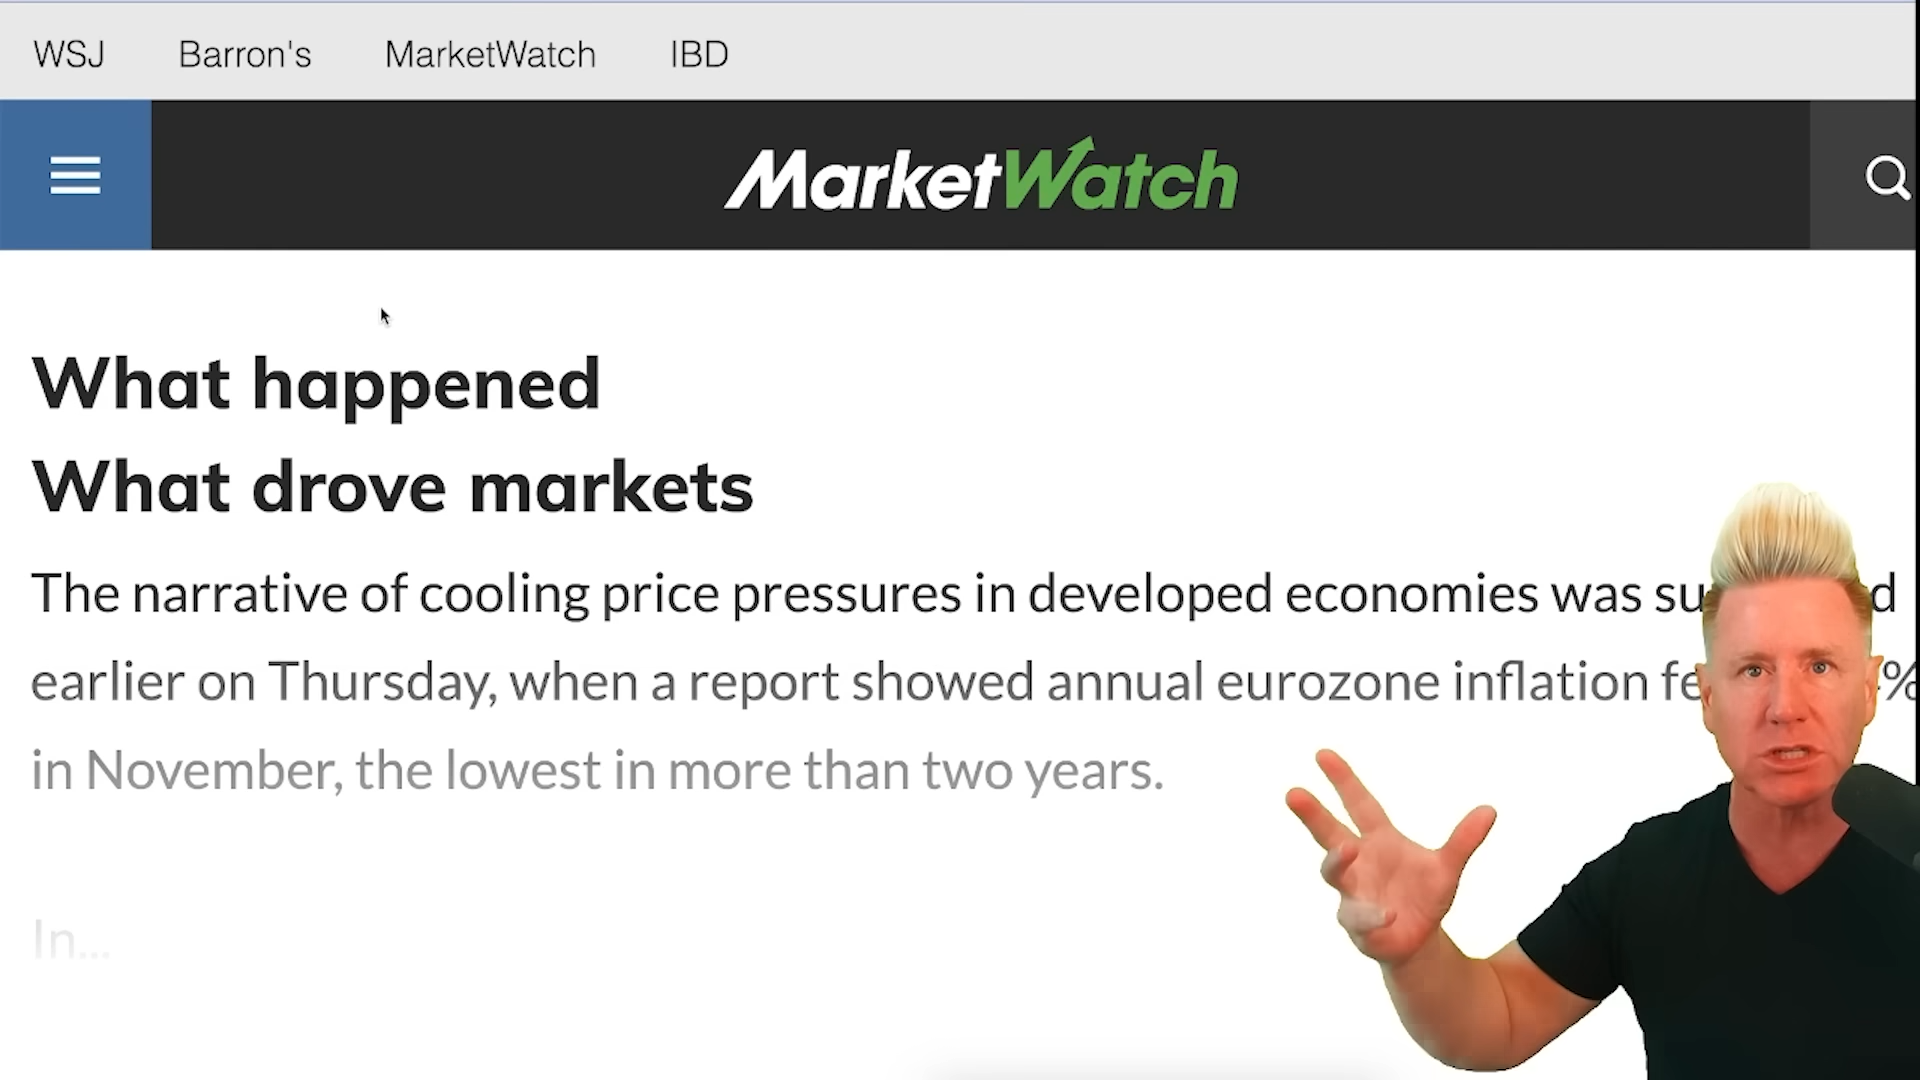 WSJ Barron's MarketWatch IBD
MarketWatch
What happened
What drove markets
The narrative of cooling price pressures in developed economies was
earlier on Thursday, when a report showed annual eurozone inflation
in November, the lowest in more than two years.
In...